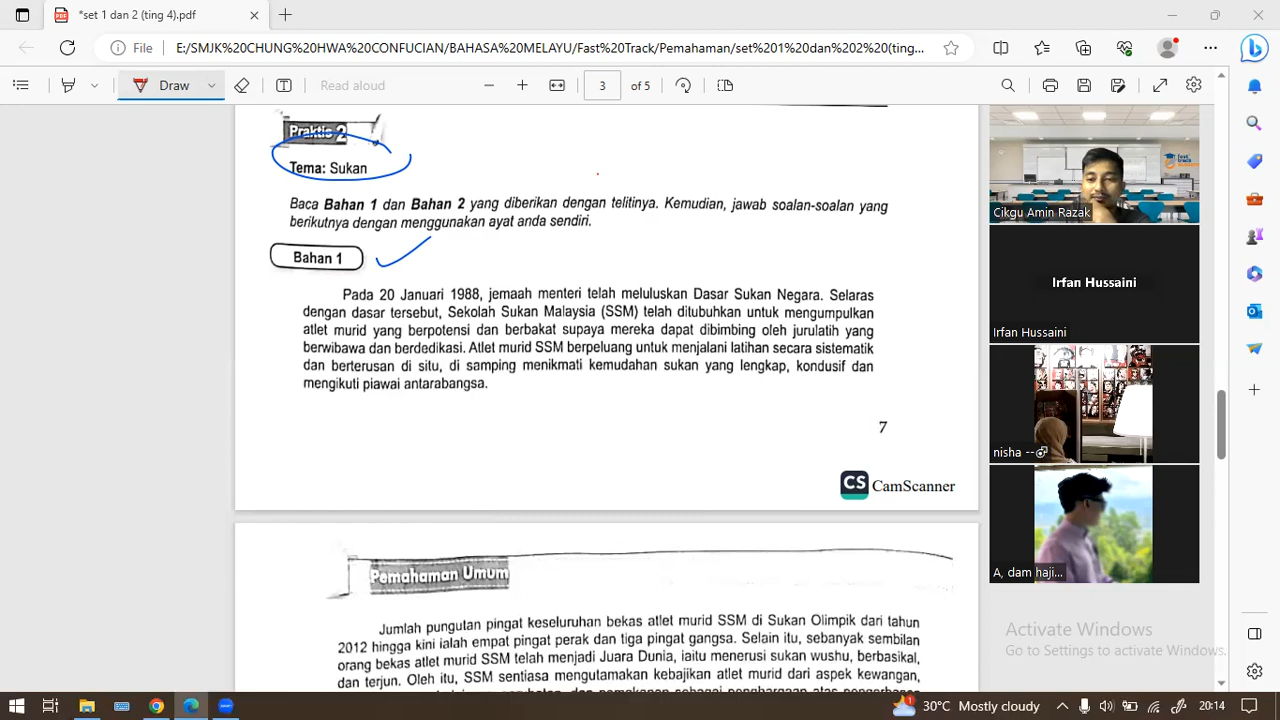 *set 1 dan 2 (ting 4).pdf
File
E:/SMJK%20CHUNG%20HWA%20CONFUCIAN/BAHASA%20MELAYU/Fast%20Track/Pemahaman/set%201%20dan%202%20(ting...
Draw
Read aloud
3
of 5
Praktis 2
Tema: Sukan
Baca Bahan 1 dan Bahan 2 yang diberikan dengan telitinya. Kemudian, jawab soalan-soalan yang
berikutnya dengan menggunakan ayat anda sendiri.
Bahan 1
Pada 20 Januari 1988, jemaah menteri telah meluluskan Dasar Sukan Negara. Selaras
dengan dasar tersebut, Sekolah Sukan Malaysia (SSM) telah ditubuhkan untuk mengumpulkan
atlet murid yang berpotensi dan berbakat supaya mereka dapat dibimbing oleh jurulatih yang
berwibawa dan berdedikasi. Atlet murid SSM berpeluang untuk menjalani latihan secara sistematik
dan berterusan di situ, di samping menikmati kemudahan sukan yang lengkap, kondusif dan
mengikuti piawai antarabangsa.
7
CS CamScanner
Pemahaman Umum
Jumlah pungutan pingat keseluruhan bekas atlet murid SSM di Sukan Olimpik dari tahun
2012 hingga kini ialah empat pingat perak dan tiga pingat gangsa. Selain itu, sebanyak sembilan
orang bekas atlet murid SSM telah menjadi Juara Dunia, iaitu menerusi sukan wushu, berbasikal,
dan terjun. Oleh itu, SSM sentiasa mengutamakan kebajikan atlet murid dari aspek kewangan,
Cikgu Amin Razak
Irfan Hussaini
Irfan Hussaini
nisha --
A, dam haji...
Activate Windows
Go to Settings to activate Windows.
30°C Mostly cloudy
20:14